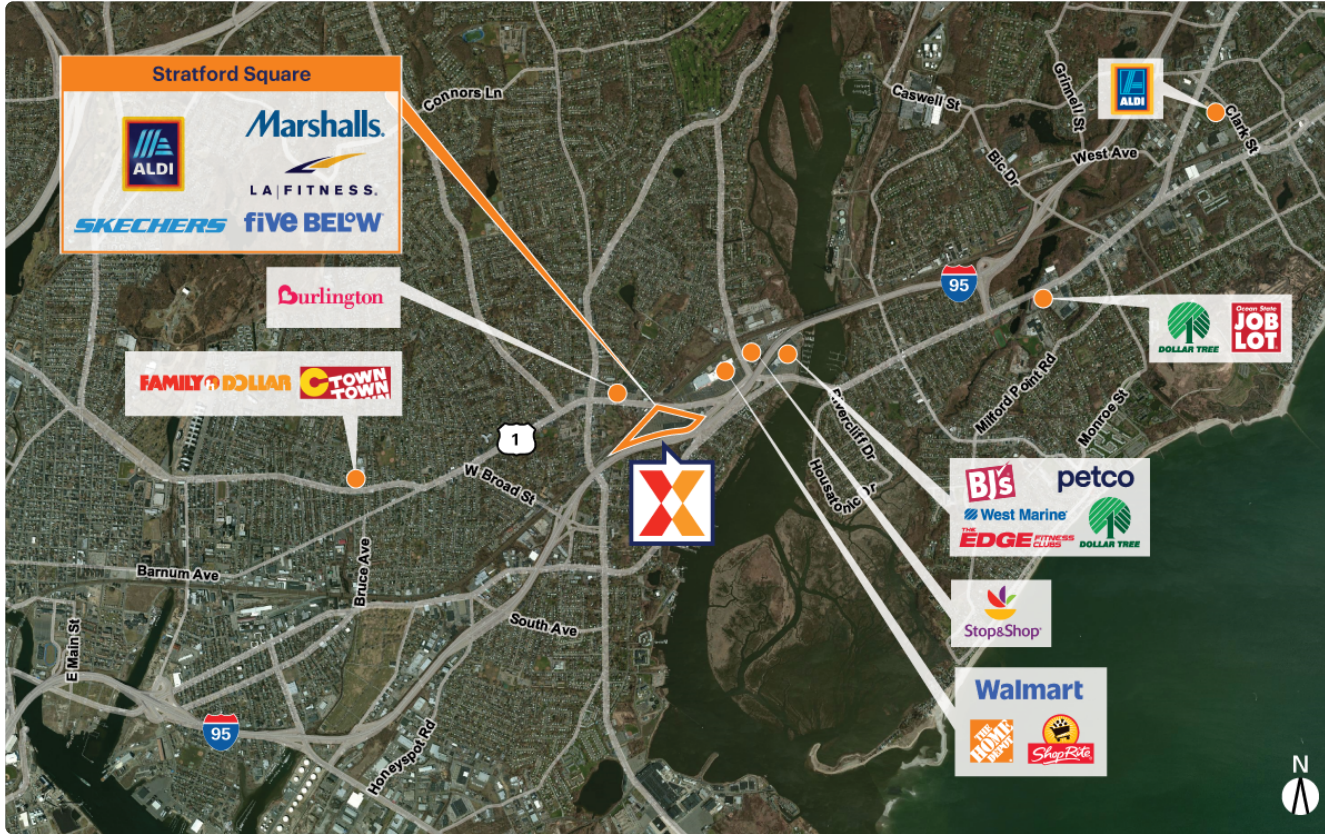 Stratford Square
ALDI
Marshalls.
LA|FITNESS.
SKECHERS
five BELOW
Connors Ln
Caswell St
Grinnell St
ALDI
Clark St
West Ave
Bic Dr
95
Burlington
DOLLAR TREE
Ocean State
JOB
LOT
FAMILY DOLLAR
C TOWN
TOWN
Milford Point Rd
Monroe St
Rivercliff Dr
1
W Broad St
Housatonic Dr
BJ's
petco
West Marine
THE
EDGE FITNESS
CLUBS
DOLLAR TREE
Barnum Ave
Bruce Ave
Stop&Shop
South Ave
E Main St
Walmart
THE
HOME
DEPOT
ShopRite
95
Honeyspot Rd
N